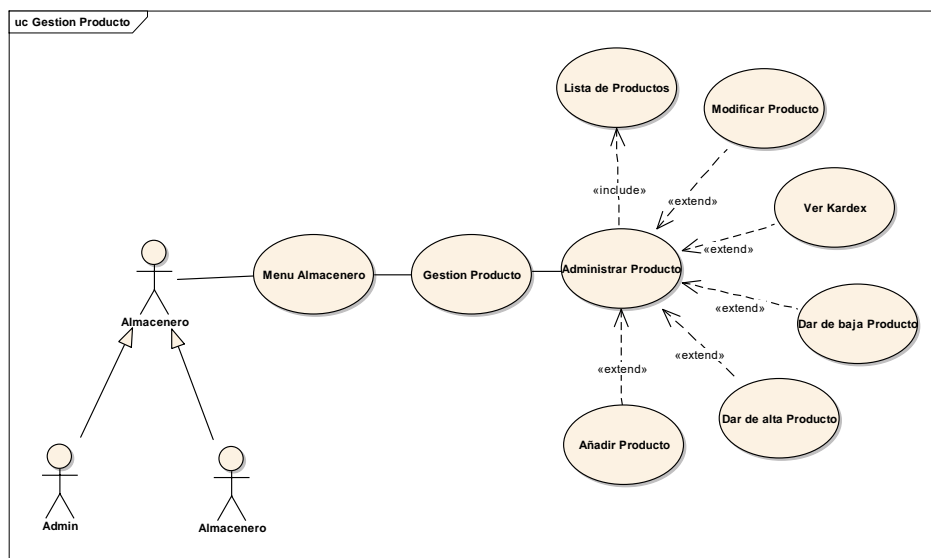 uc Gestion Producto
Lista de Productos
Modificar Producto
«include»
«extend»
Ver Kardex
«extend»
Menu Almacenero
Gestion Producto
Administrar Producto
Almacenero
«extend»
Dar de baja Producto
«extend»
«extend»
Dar de alta Producto
Añadir Producto
Admin
Almacenero